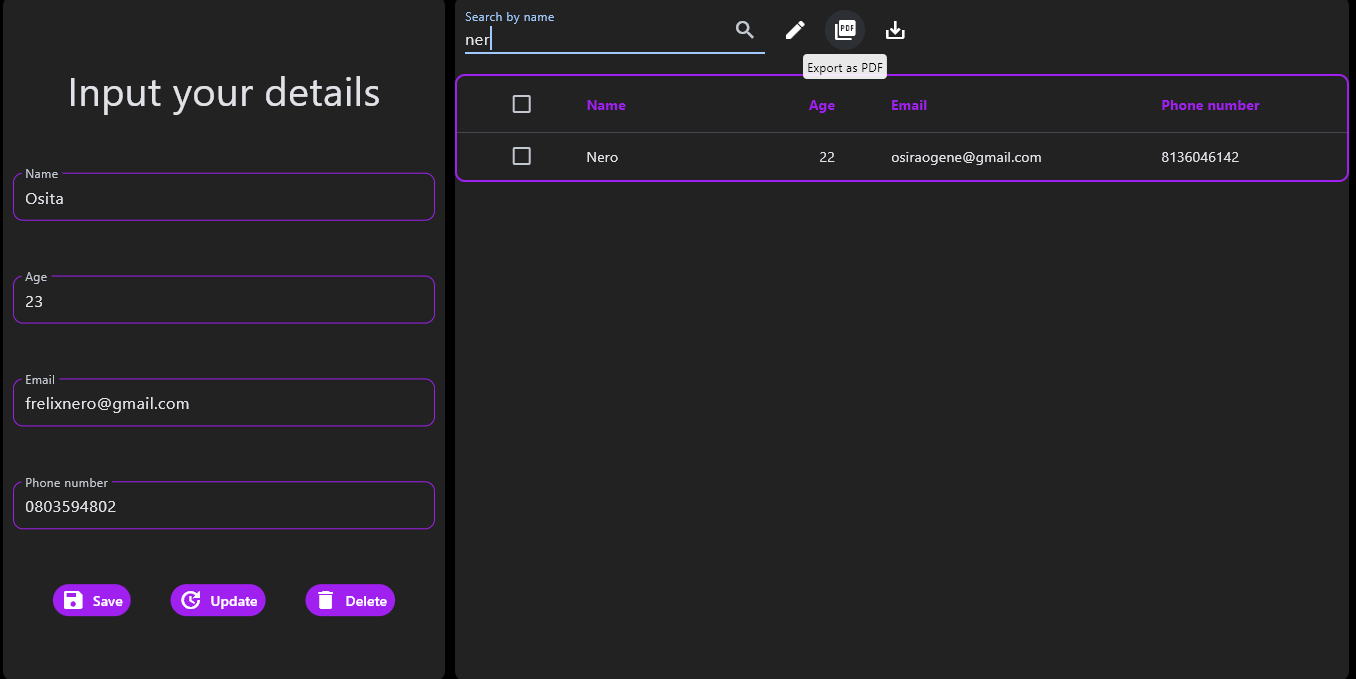 Input your details
Name
Osita
Age
23
Email
frelixnero@gmail.com
Phone number
0803594802
Save Update Delete
Search by name
ner
PDF
Export as PDF
Name Age Email Phone number
Nero 22 osiraogene@gmail.com 8136046142